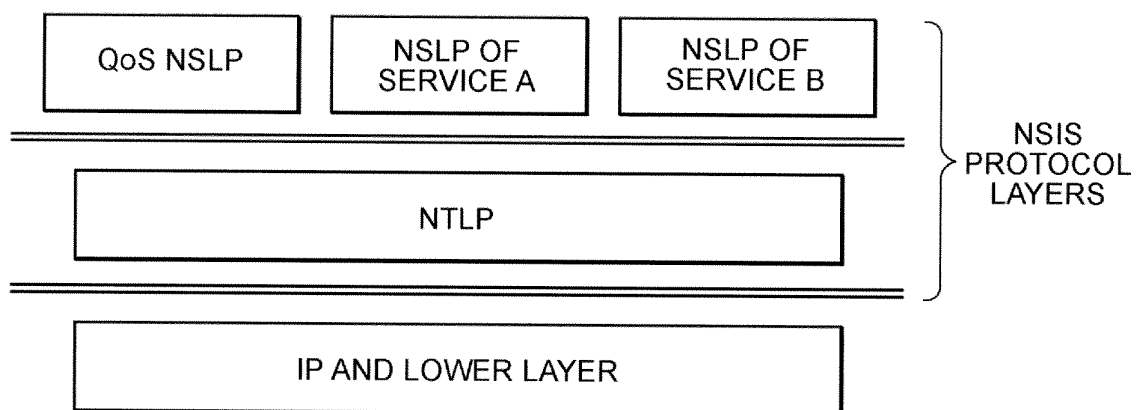 QoS NSLP
NSLP OF
SERVICE A
NSLP OF
SERVICE B
NSIS
PROTOCOL
LAYERS
NTLP
IP AND LOWER LAYER